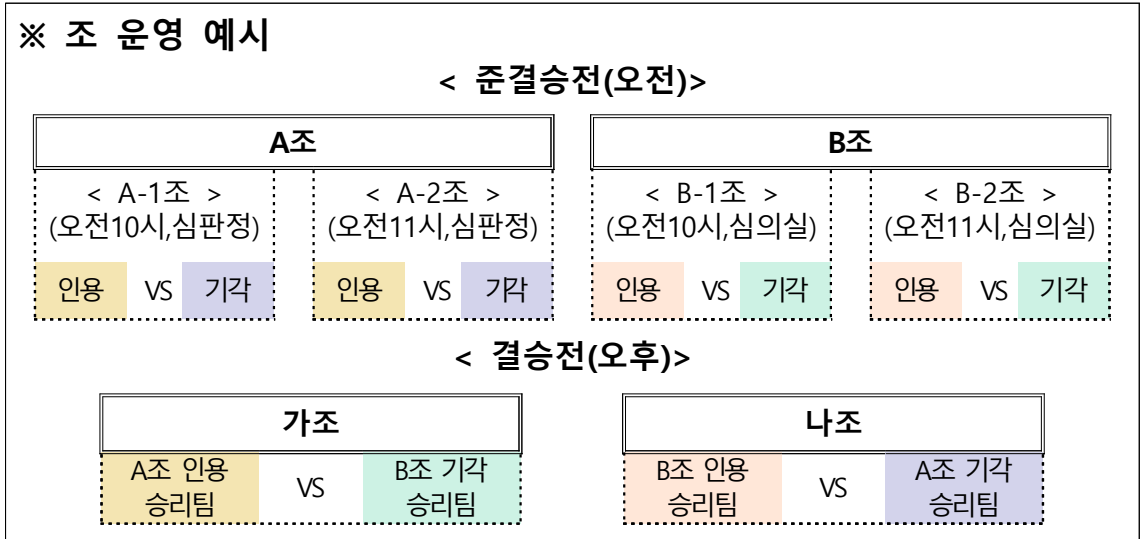 ※ 조 운영 예시
< 준결승전(오전)>
A조 B조
< A-1조 > < A-2조 > < B-1조 > < B-2조 >
(오전10시,심판정) (오전11시,심판정) (오전10시,심의실) (오전11시,심의실)
인용 VS 기각 인용 VS 기각 인용 VS 기각 인용 VS 기각
< 결승전(오후)>
가조 나조
A조 인용 VS B조 기각 B조 인용 VS A조 기각
승리팀 승리팀 승리팀 승리팀